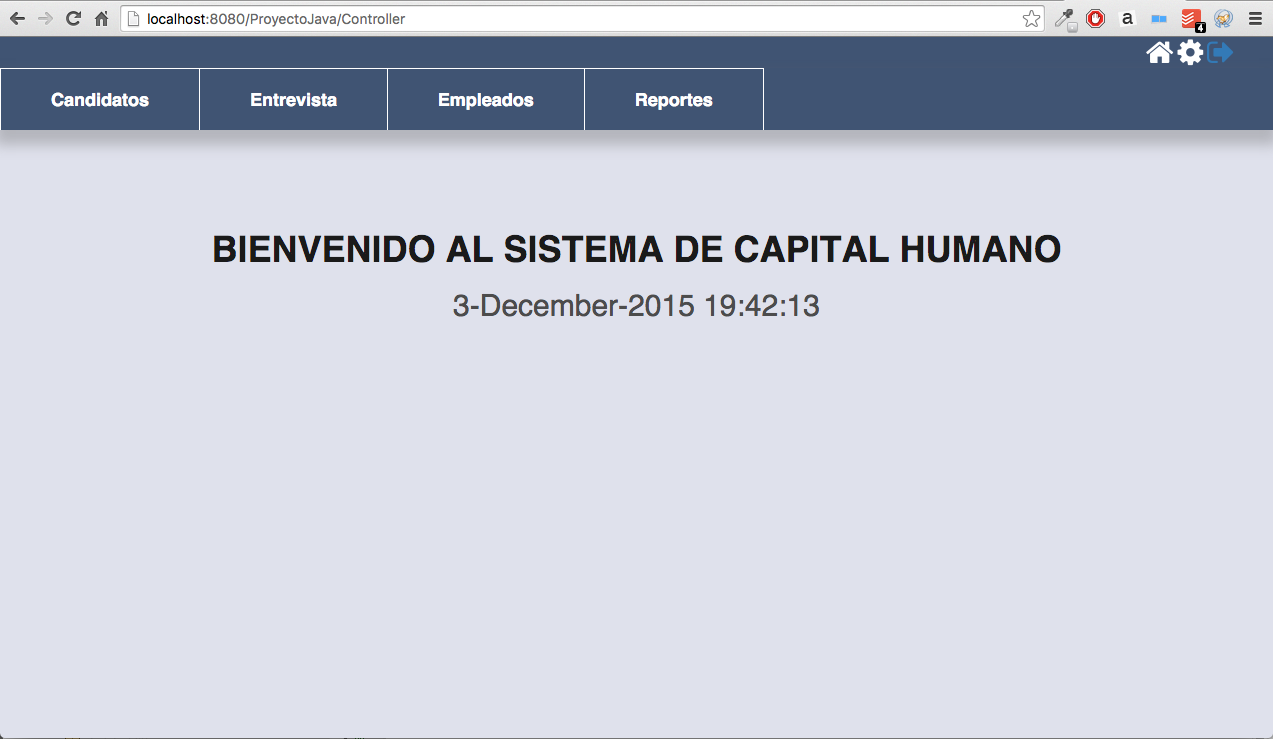 localhost:8080/ProyectoJava/Controller
a
4
Candidatos
Entrevista
Empleados
Reportes
BIENVENIDO AL SISTEMA DE CAPITAL HUMANO
3-December-2015 19:42:13